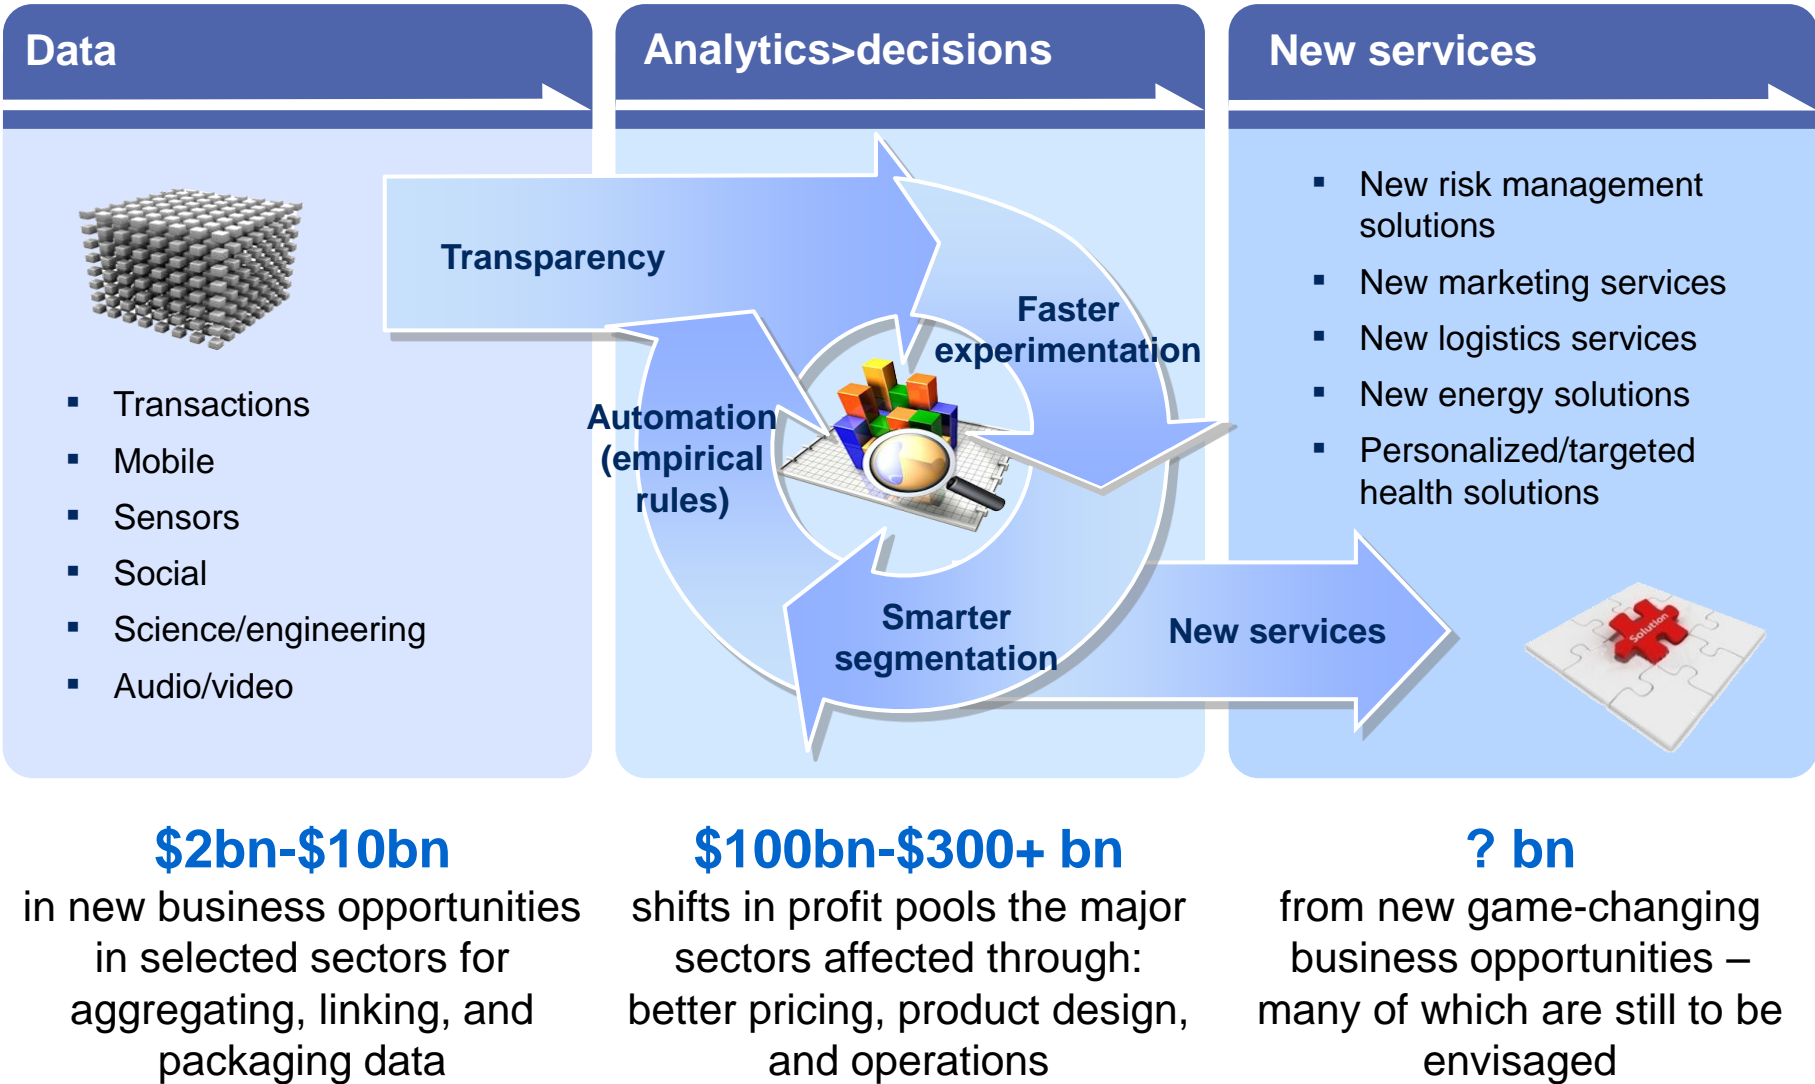 Data
Analytics>decisions
New services
Transparency
Faster
experimentation
Automation
(empirical
rules)
Smarter
segmentation
New services
▪ Transactions
▪ Mobile
▪ Sensors
▪ Social
▪ Science/engineering
▪ Audio/video
▪ New risk management
solutions
▪ New marketing services
▪ New logistics services
▪ New energy solutions
▪ Personalized/targeted
health solutions
Solution
$2bn-$10bn
in new business opportunities
in selected sectors for
aggregating, linking, and
packaging data
$100bn-$300+ bn
shifts in profit pools the major
sectors affected through:
better pricing, product design,
and operations
? bn
from new game-changing
business opportunities –
many of which are still to be
envisaged